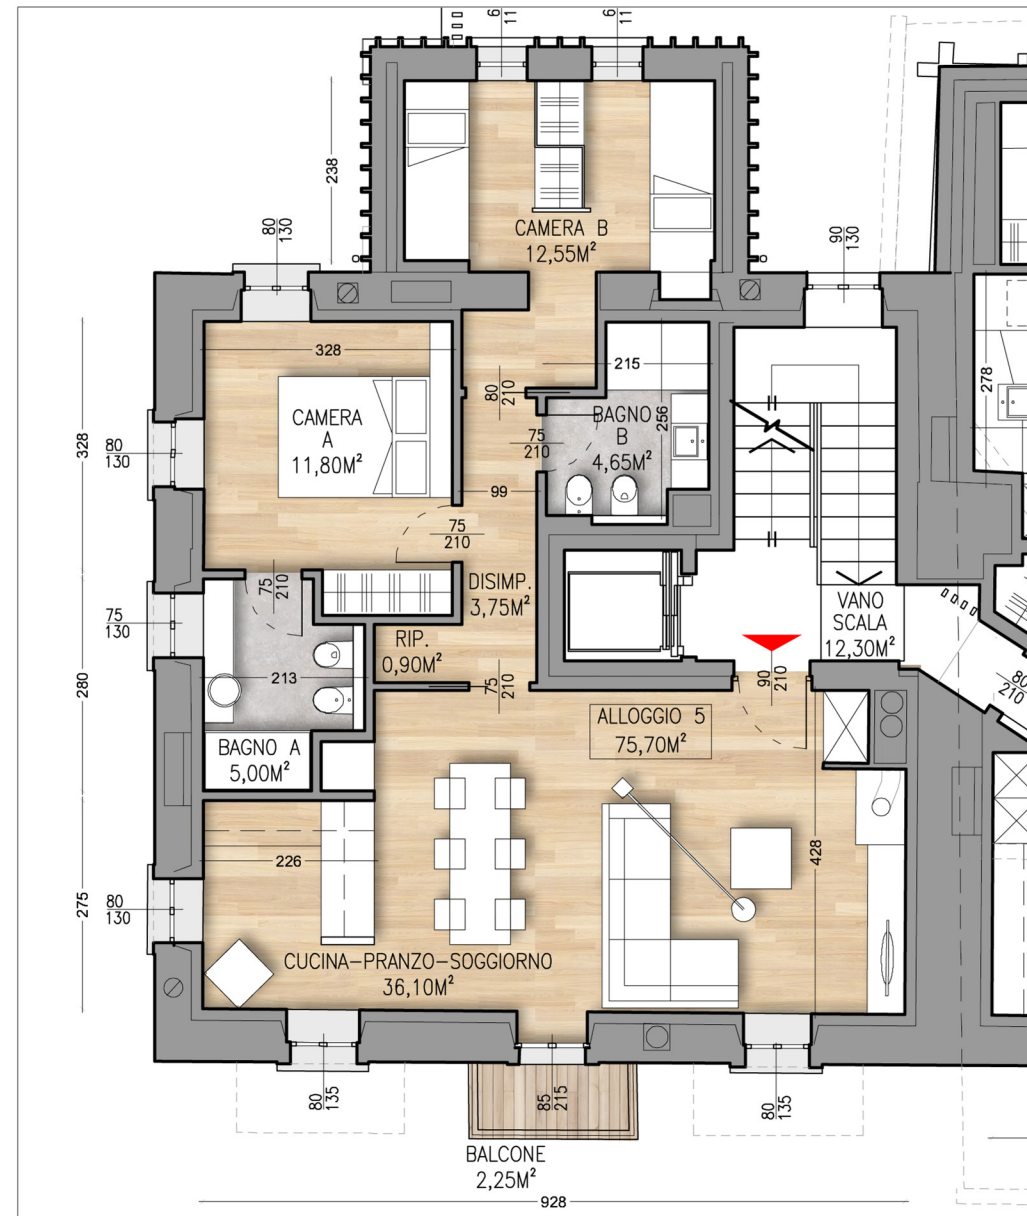 6
11
6
11
238
CAMERA B
12,55M²
80
130
90
130
328
215
278
80
210
CAMERA
A
11,80M²
BAGNO
B
4,65M²
256
75
210
328
80
130
99
75
210
75
210
DISIMP.
3,75M²
VANO
SCALA
12,30M²
75
130
RIP.
0,90M²
280
213
75
210
90
210
80
210
ALLOGGIO 5
75,70M²
BAGNO A
5,00M²
226
428
275
80
130
CUCINA-PRANZO-SOGGIORNO
36,10M²
80
135
85
215
80
135
BALCONE
2,25M²
928